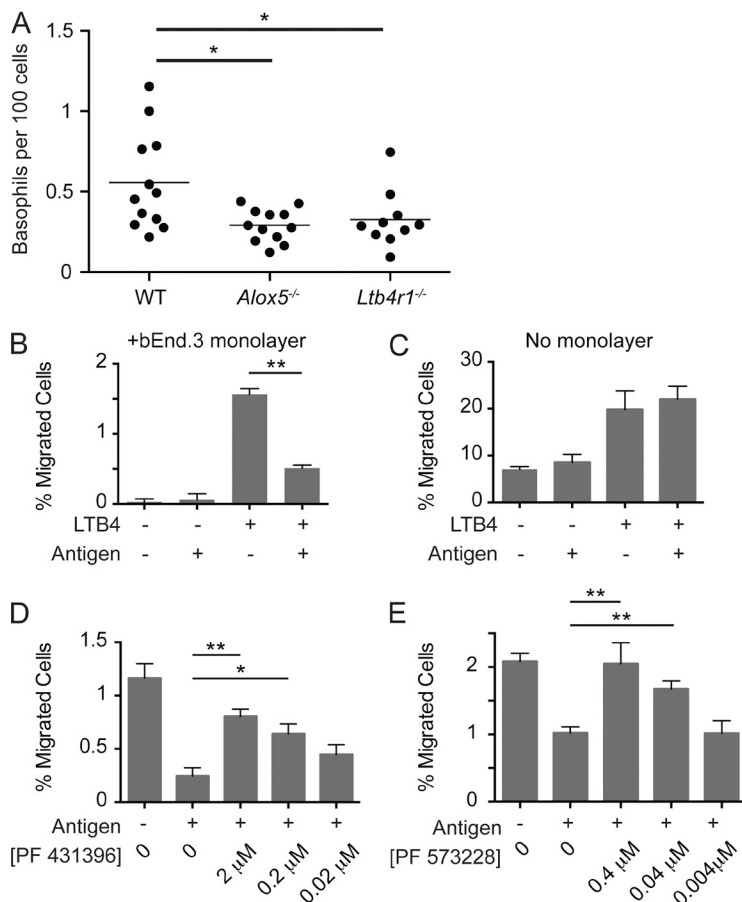 A
*
*
Basophils per 100 cells
1.5
1
0.5
0
WT Alox5-/- Ltb4r1-/-
B
+bEnd.3 monolayer
**
% Migrated Cells
2
1
0
LTB4 - - + +
Antigen - + - +
C
No monolayer
% Migrated Cells
30
20
10
0
LTB4 - - + +
Antigen - + - +
D
**
*
% Migrated Cells
1.5
1
0.5
0
Antigen - + + + +
[PF 431396] 0 0 2 µM 0.2 µM 0.02 µM
E
**
**
% Migrated Cells
2
1
0
Antigen - + + + +
[PF 573228] 0 0 0.4 µM 0.04 µM 0.004µM